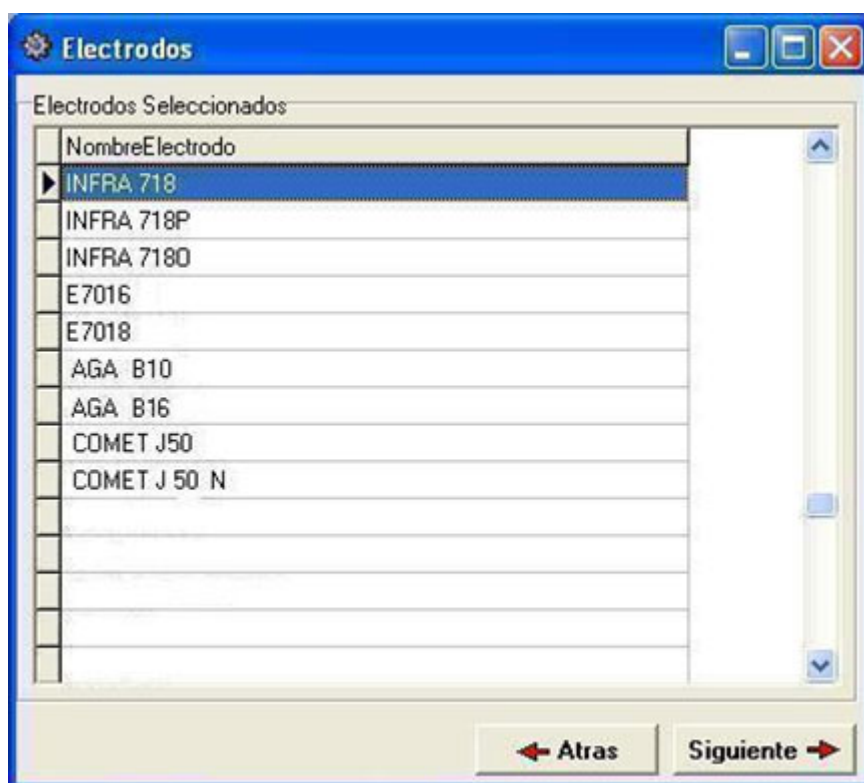 Electrodos
Electrodos Seleccionados
NombreElectrodo
INFRA 718
INFRA 718P
INFRA 718O
E7016
E7018
AGA B10
AGA B16
COMET J50
COMET J 50 N
Atras
Siguiente